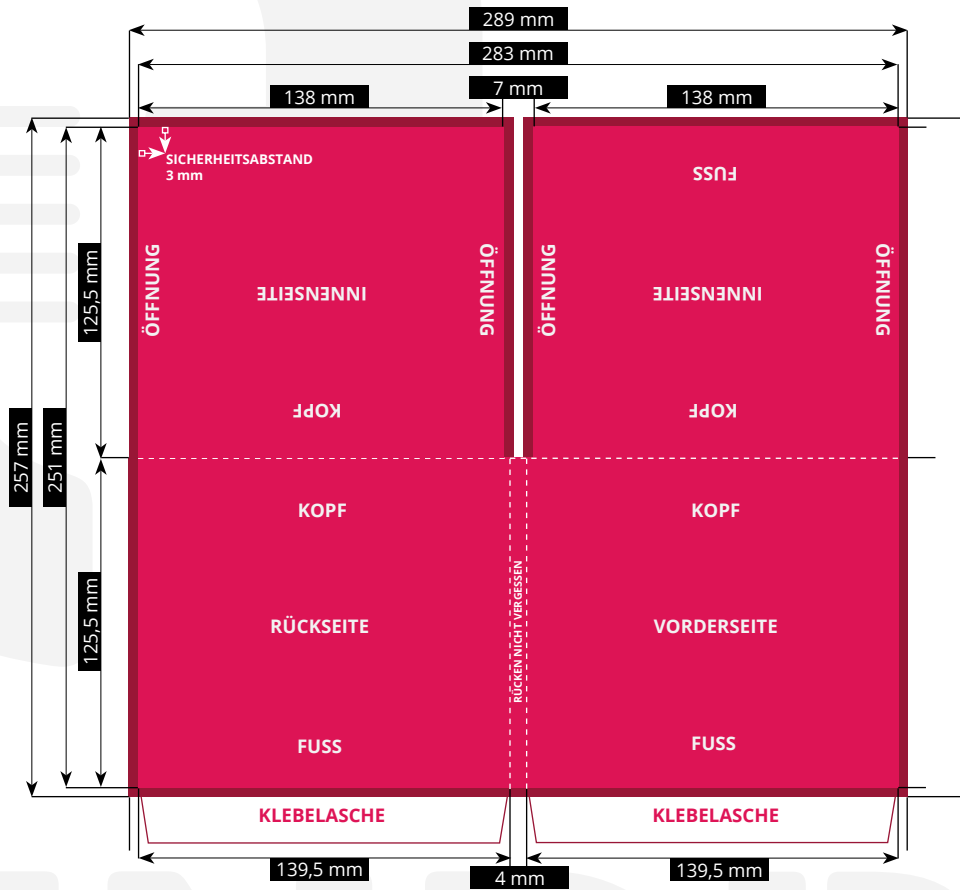 289 mm
283 mm
7 mm
138 mm
138 mm
SICHERHEITSABSTAND
3 mm
FUSS
ÖFFNUNG
ÖFFNUNG
ÖFFNUNG
ÖFFNUNG
125,5 mm
INNENSEITE
INNENSEITE
KOPF
KOPF
257 mm
251 mm
KOPF
KOPF
125,5 mm
RÜCKEN NICHT VERGESSEN
RÜCKSEITE
VORDERSEITE
FUSS
FUSS
KLEBELASCHE
KLEBELASCHE
139,5 mm
4 mm
139,5 mm